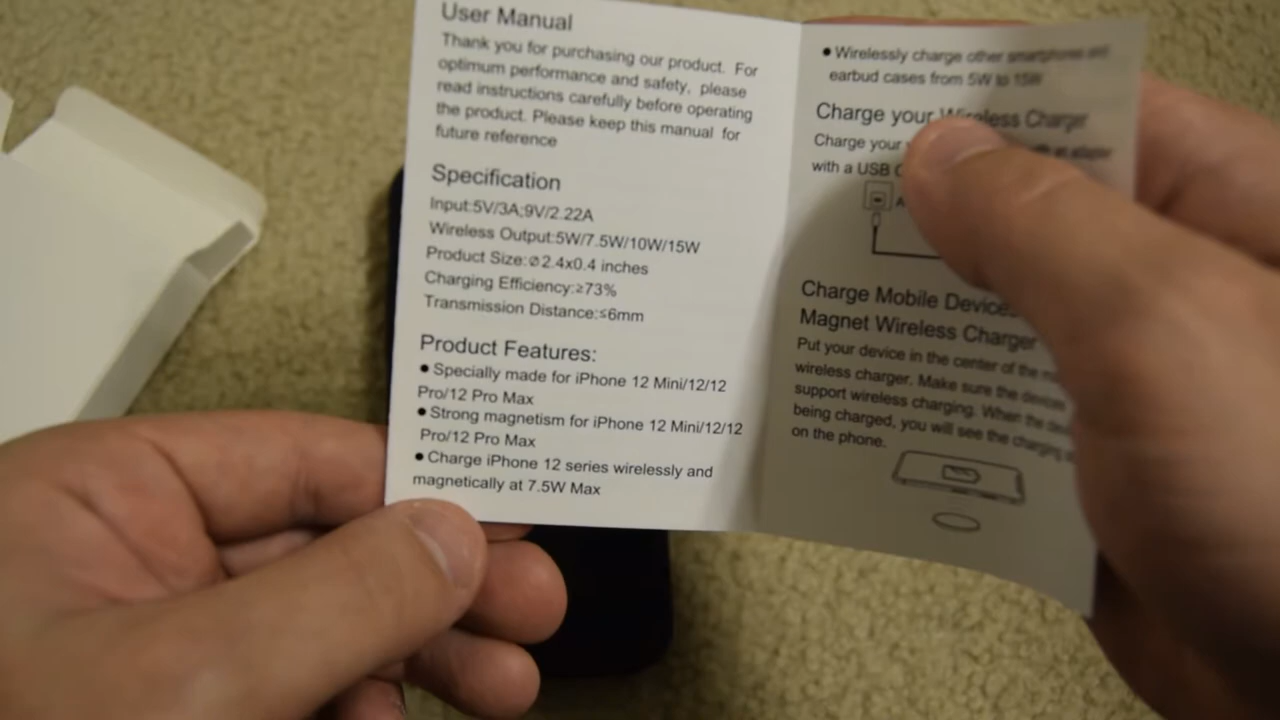 User Manual
Thank you for purchasing our product. For
optimum performance and safety, please
read instructions carefully before operating
the product. Please keep this manual for
future reference
Specification
Input:5V/3A;9V/2.22A
Wireless Output:5W/7.5W/10W/15W
Product Size:⌀2.4x0.4 inches
Charging Efficiency:≥73%
Transmission Distance:≤6mm
Product Features:
● Specially made for iPhone 12 Mini/12/12
Pro/12 Pro Max
● Strong magnetism for iPhone 12 Mini/12/12
Pro/12 Pro Max
● Charge iPhone 12 series wirelessly and
magnetically at 7.5W Max
● Wirelessly charge other smartphones and
earbud cases from 5W to 15W
Charge your Wireless Charger
Charge your with an adapter
with a USB
A
Charge Mobile Devices
Magnet Wireless Charger
Put your device in the center of the
wireless charger. Make sure the devices
support wireless charging. When the
being charged, you will see the charging
on the phone.